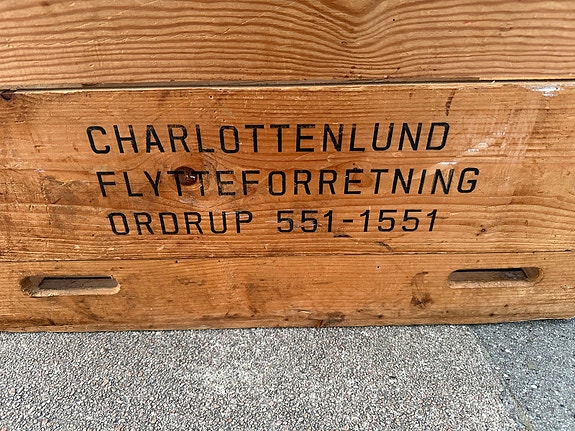 CHARLOTTENLUND
FLYTTEFORRETNING
ORDRUP 551-1551